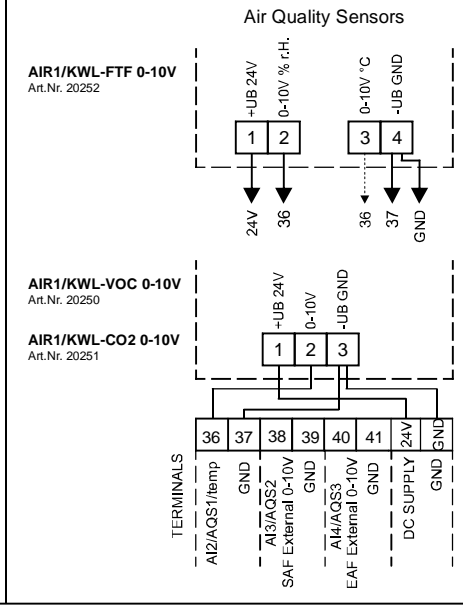 Air Quality Sensors
AIR1/KWL-FTF 0-10V
Art.Nr. 20252
+UB 24V
0-10V % r.H.
0-10V °C
-UB GND
1 2 3 4
24V
36
36
37
GND
AIR1/KWL-VOC 0-10V
Art.Nr. 20250
AIR1/KWL-CO2 0-10V
Art.Nr. 20251
+UB 24V
0-10V
-UB GND
1 2 3
36 37 38 39 40 41 24V GND
TERMINALS
AI2/AQS1/temp
GND
AI3/AQS2
SAF External 0-10V
GND
AI4/AQS3
EAF External 0-10V
GND
DC SUPPLY
GND